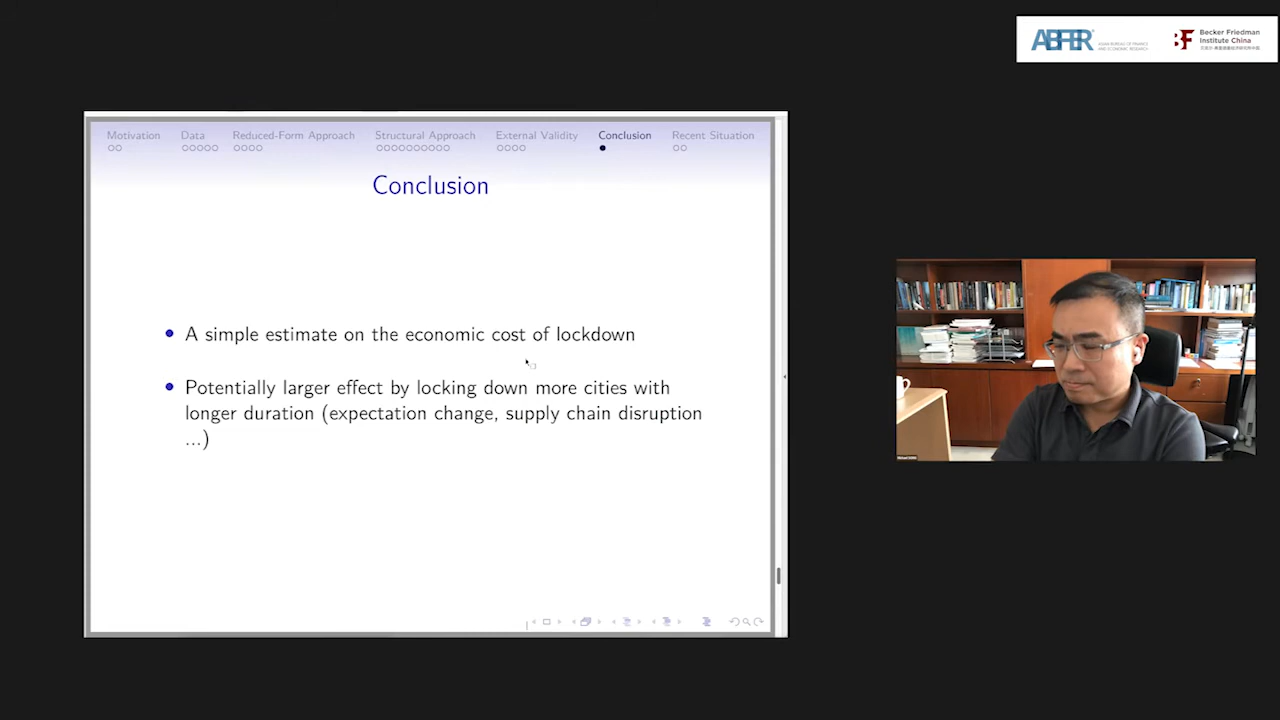 ABFER
ASIAN BUREAU OF FINANCE
AND ECONOMIC RESEARCH
BF
Becker Friedman
Institute China
Motivation
Data
Reduced-Form Approach
Structural Approach
External Validity
Conclusion
Recent Situation
Conclusion
A simple estimate on the economic cost of lockdown
Potentially larger effect by locking down more cities with
longer duration (expectation change, supply chain disruption
...)